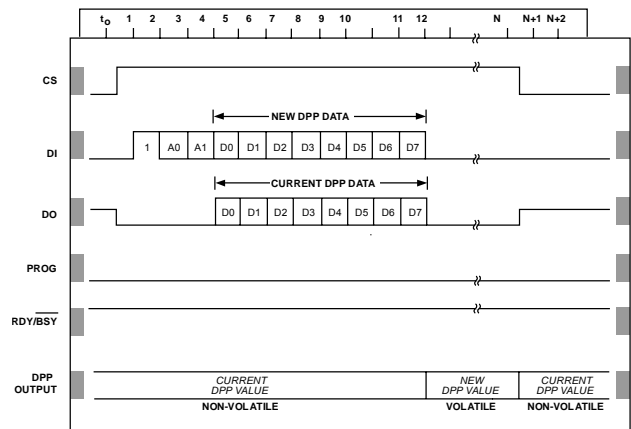 to 1 2 3 4 5 6 7 8 9 10 11 12 N N+1 N+2
CS
NEW DPP DATA
DI 1 A0 A1 D0 D1 D2 D3 D4 D5 D6 D7
CURRENT DPP DATA
DO D0 D1 D2 D3 D4 D5 D6 D7
PROG
RDY/BSY
DPP OUTPUT
CURRENT DPP VALUE
NEW DPP VALUE
CURRENT DPP VALUE
NON-VOLATILE VOLATILE NON-VOLATILE